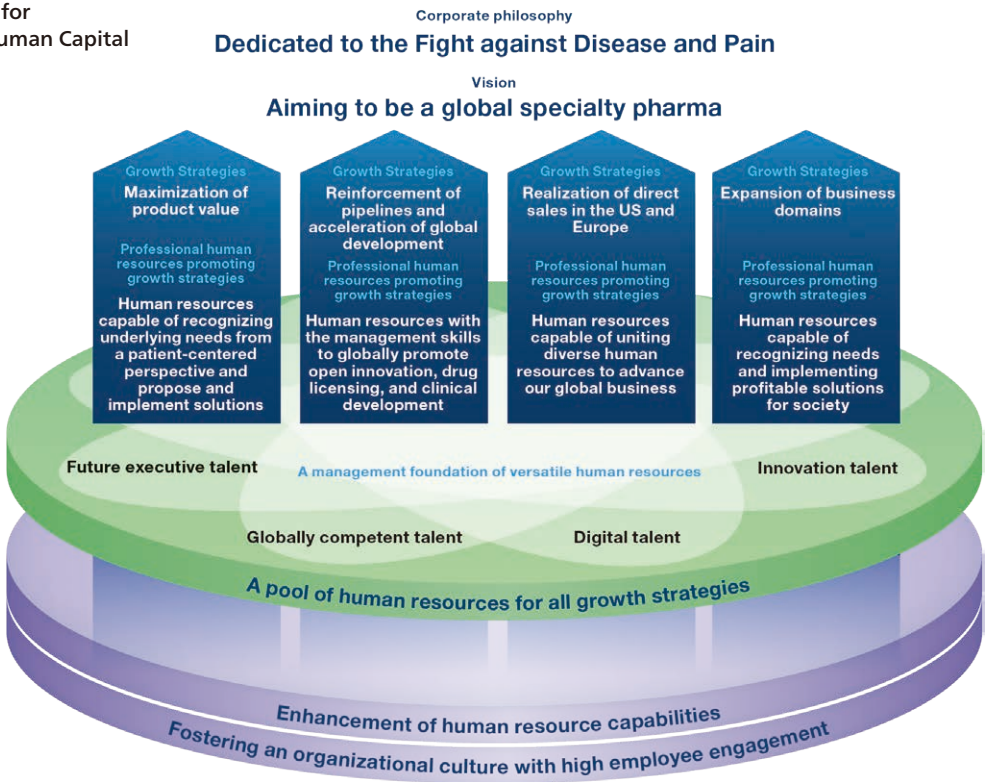 for
uman Capital
Corporate philosophy
Dedicated to the Fight against Disease and Pain
Vision
Aiming to be a global specialty pharma
Growth Strategies
Maximization of
product value
Professional human
resources promoting
growth strategies
Human resources
capable of recognizing
underlying needs from
a patient-centered
perspective and
propose and
implement solutions
Growth Strategies
Reinforcement of
pipelines and
acceleration of global
development
Professional human
resources promoting
growth strategies
Human resources with
the management skills
to globally promote
open innovation, drug
licensing, and clinical
development
Growth Strategies
Realization of direct
sales in the US and
Europe
Professional human
resources promoting
growth strategies
Human resources
capable of uniting
diverse human
resources to advance
our global business
Growth Strategies
Expansion of business
domains
Professional human
resources promoting
growth strategies
Human resources
capable of
recognizing needs
and implementing
profitable solutions
for society
Future executive talent
A management foundation of versatile human resources
Innovation talent
Globally competent talent
Digital talent
A pool of human resources for all growth strategies
Enhancement of human resource capabilities
Fostering an organizational culture with high employee engagement